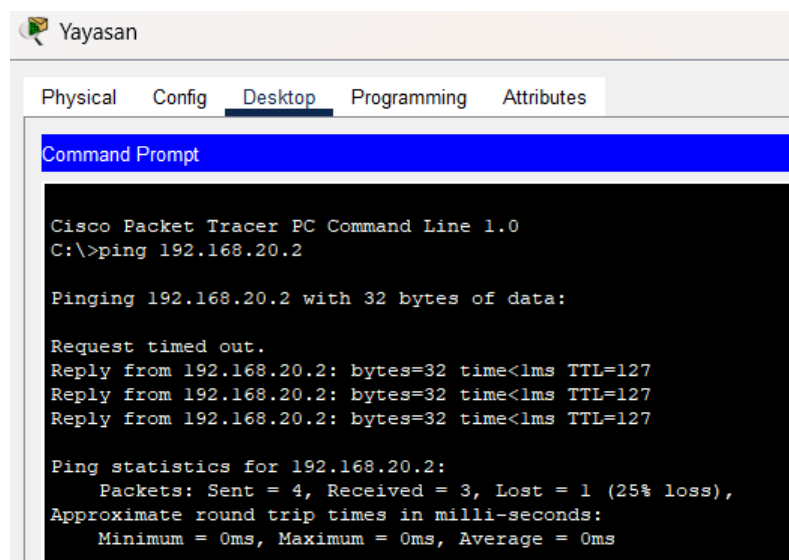 Yayasan
Physical Config Desktop Programming Attributes
Command Prompt
Cisco Packet Tracer PC Command Line 1.0
C:\>ping 192.168.20.2
Pinging 192.168.20.2 with 32 bytes of data:
Request timed out.
Reply from 192.168.20.2: bytes=32 time<1ms TTL=127
Reply from 192.168.20.2: bytes=32 time<1ms TTL=127
Reply from 192.168.20.2: bytes=32 time<1ms TTL=127
Ping statistics for 192.168.20.2:
Packets: Sent = 4, Received = 3, Lost = 1 (25% loss),
Approximate round trip times in milli-seconds:
Minimum = 0ms, Maximum = 0ms, Average = 0ms